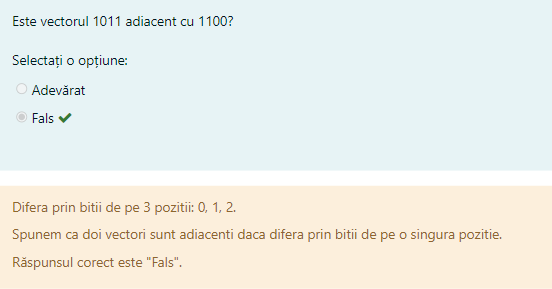 Este vectorul 1011 adiacent cu 1100?
Selectați o opțiune:
Adevărat
Fals
Difera prin bitii de pe 3 pozitii: 0, 1, 2.
Spunem ca doi vectori sunt adiacenti daca difera prin bitii de pe o singura pozitie.
Răspunsul corect este "Fals".